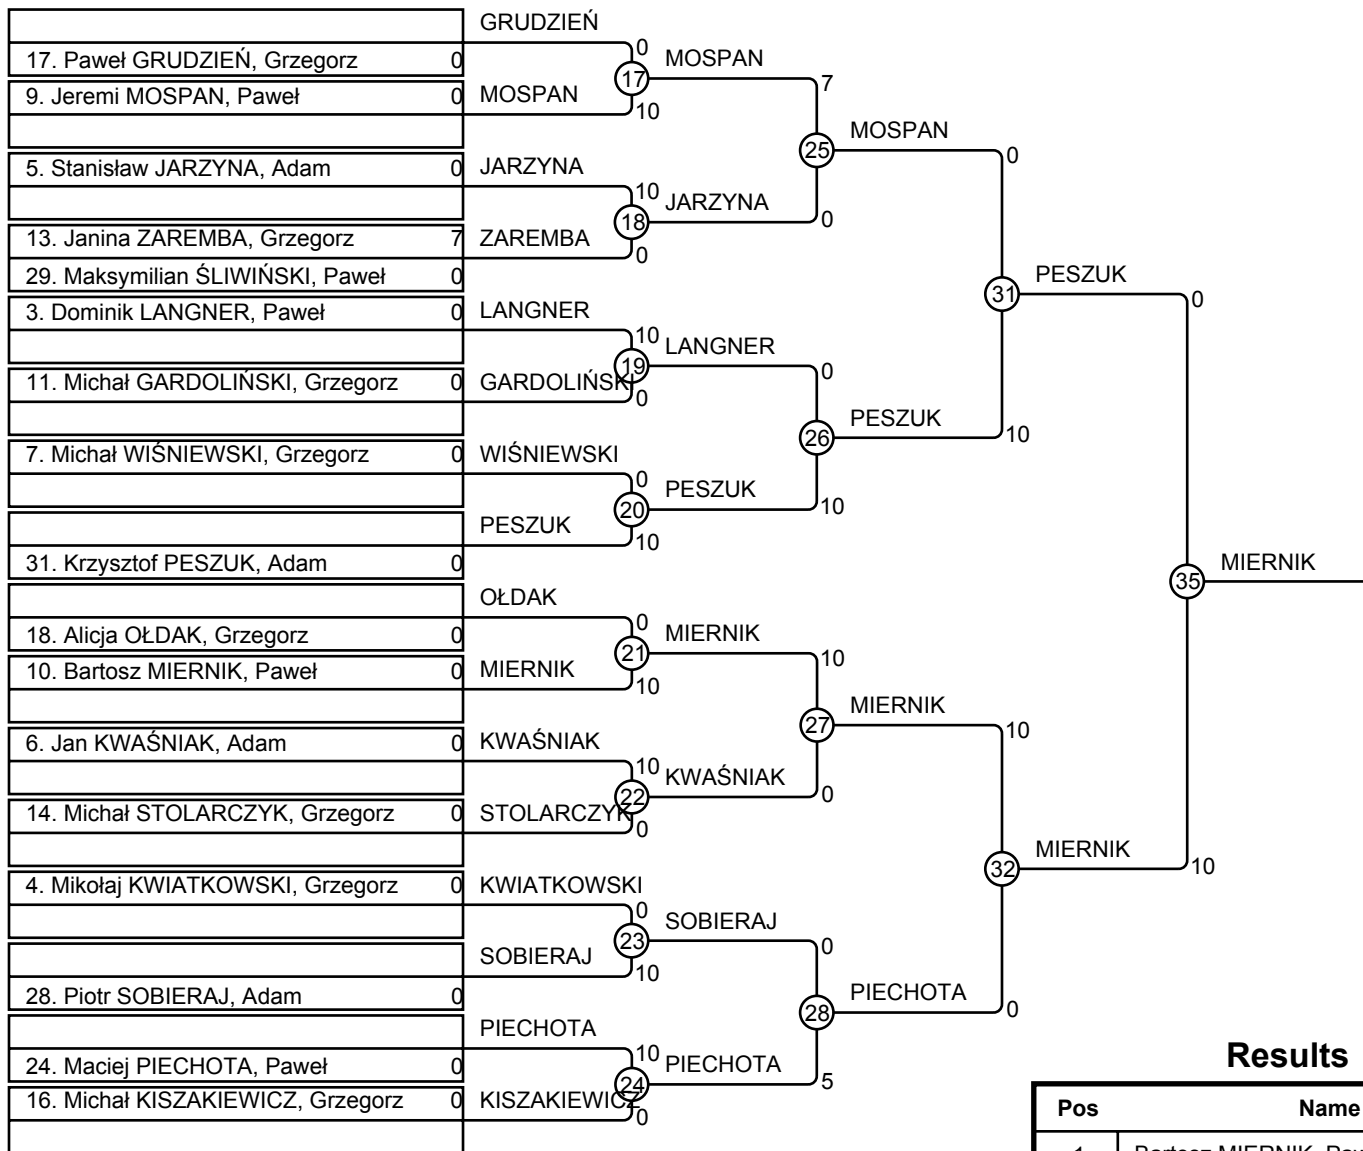 GRUDZIEŃ
17. Paweł GRUDZIEŃ, Grzegorz 0
0
17
MOSPAN
9. Jeremi MOSPAN, Paweł 0
MOSPAN
10
7
25
MOSPAN
5. Stanisław JARZYNA, Adam 0
JARZYNA
10
18
JARZYNA
0
0
13. Janina ZAREMBA, Grzegorz 7
ZAREMBA
0
29. Maksymilian ŚLIWIŃSKI, Paweł 0
31
PESZUK
0
3. Dominik LANGNER, Paweł 0
LANGNER
10
19
LANGNER
0
11. Michał GARDOLIŃSKI, Grzegorz 0
GARDOLIŃSKI
0
26
PESZUK
10
7. Michał WIŚNIEWSKI, Grzegorz 0
WIŚNIEWSKI
0
20
PESZUK
10
PESZUK
10
31. Krzysztof PESZUK, Adam 0
35
MIERNIK
OŁDAK
18. Alicja OŁDAK, Grzegorz 0
0
21
MIERNIK
10
10. Bartosz MIERNIK, Paweł 0
MIERNIK
10
27
MIERNIK
10
6. Jan KWAŚNIAK, Adam 0
KWAŚNIAK
10
22
KWAŚNIAK
0
14. Michał STOLARCZYK, Grzegorz 0
STOLARCZYK
0
32
MIERNIK
10
4. Mikołaj KWIATKOWSKI, Grzegorz 0
KWIATKOWSKI
0
23
SOBIERAJ
0
SOBIERAJ
10
28. Piotr SOBIERAJ, Adam 0
28
PIECHOTA
0
PIECHOTA
24. Maciej PIECHOTA, Paweł 0
10
24
PIECHOTA
5
16. Michał KISZAKIEWICZ, Grzegorz 0
KISZAKIEWICZ
0
Results
Pos Name
1 Bartosz MIERNIK,